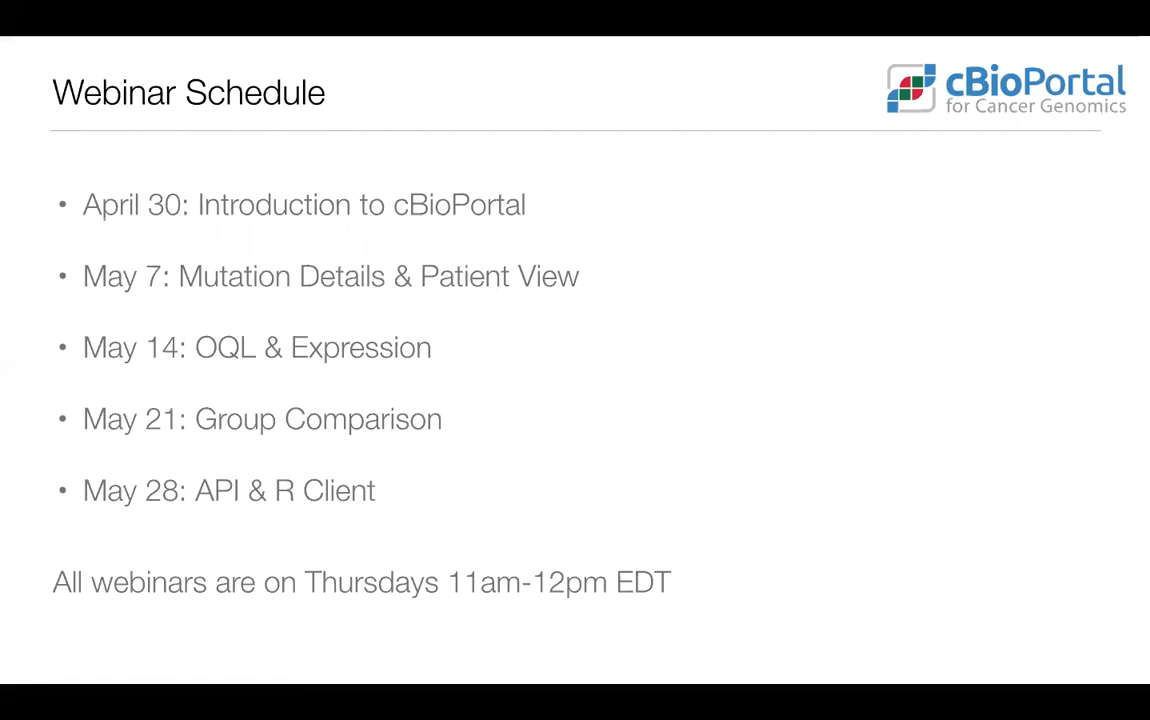 Webinar Schedule
cBioPortal
for Cancer Genomics
• April 30: Introduction to cBioPortal
• May 7: Mutation Details & Patient View
• May 14: OQL & Expression
• May 21: Group Comparison
• May 28: API & R Client
All webinars are on Thursdays 11am-12pm EDT